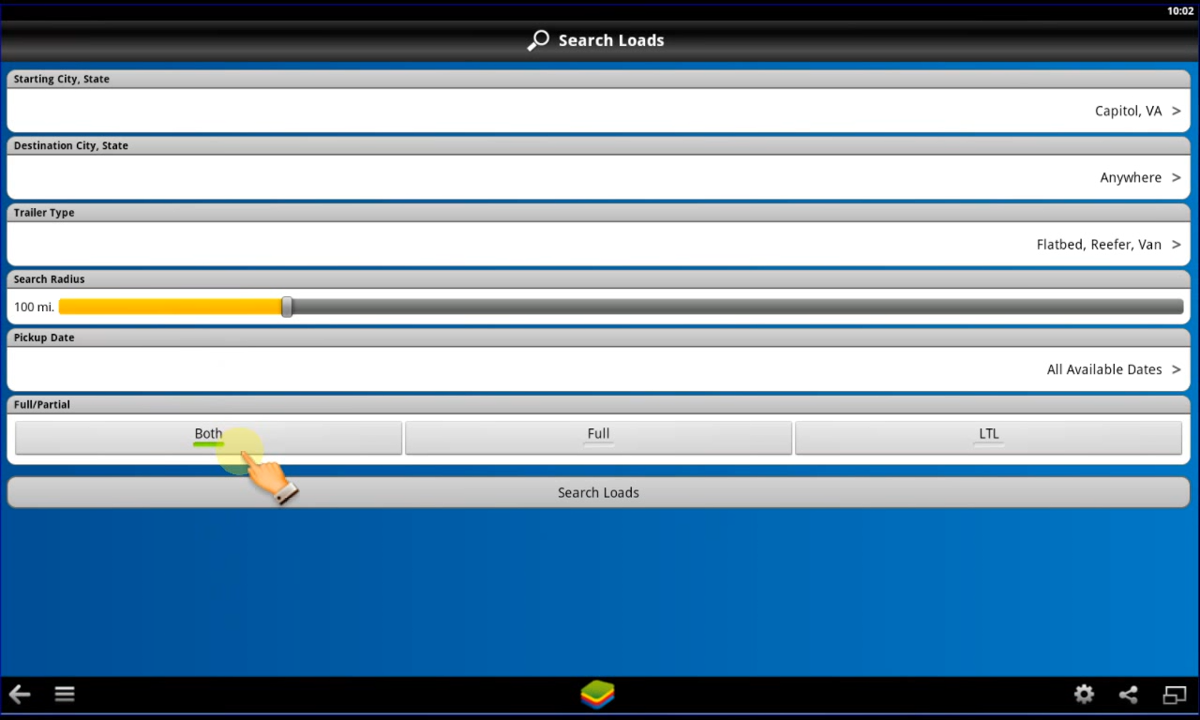 10:02
Search Loads
Starting City, State
Capitol, VA >
Destination City, State
Anywhere >
Trailer Type
Flatbed, Reefer, Van >
Search Radius
100 mi.
Pickup Date
All Available Dates >
Full/Partial
Both Full LTL
Search Loads